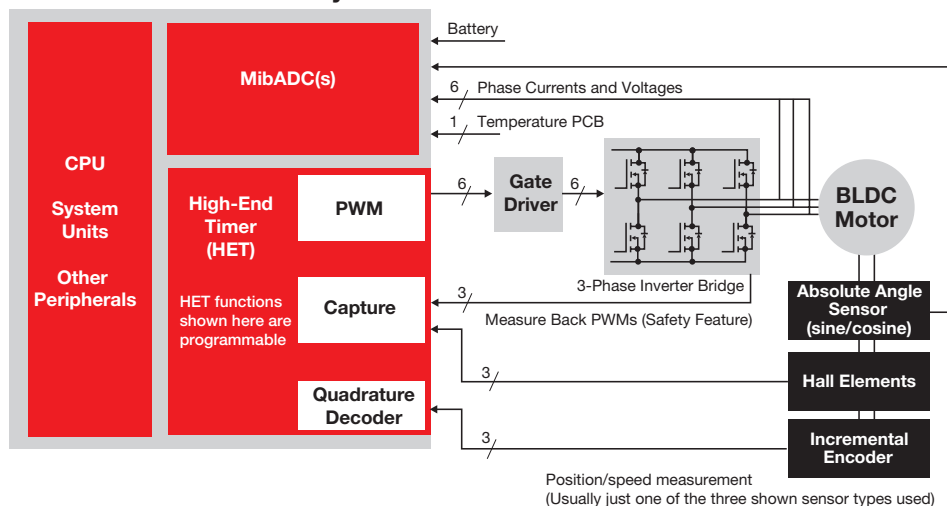 Battery
MibADC(s)
6
Phase Currents and Voltages
1
Temperature PCB
CPU
System
Units
Other
Peripherals
High-End
Timer
(HET)
HET functions
shown here are
programmable
PWM
6
Gate
Driver
6
BLDC
Motor
3-Phase Inverter Bridge
Capture
3
Measure Back PWMs (Safety Feature)
Absolute Angle
Sensor
(sine/cosine)
3
Hall Elements
Quadrature
Decoder
3
Incremental
Encoder
Position/speed measurement
(Usually just one of the three shown sensor types used)